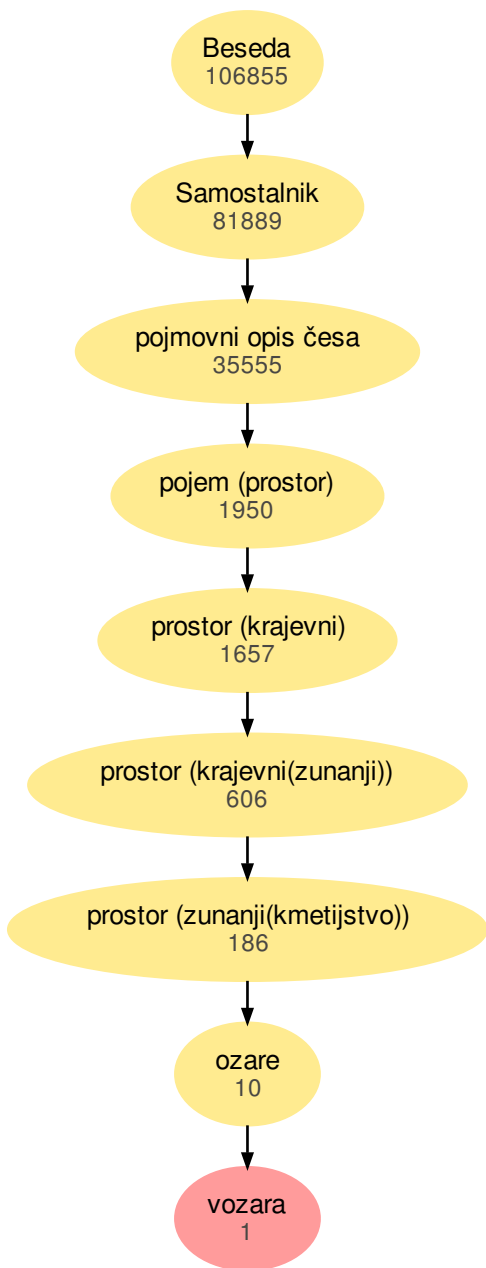 Beseda
106855
Samostalnik
81889
pojmovni opis česa
35555
pojem (prostor)
1950
prostor (krajevni)
1657
prostor (krajevni(zunanji))
606
prostor (zunanji(kmetijstvo))
186
ozare
10
vozara
1